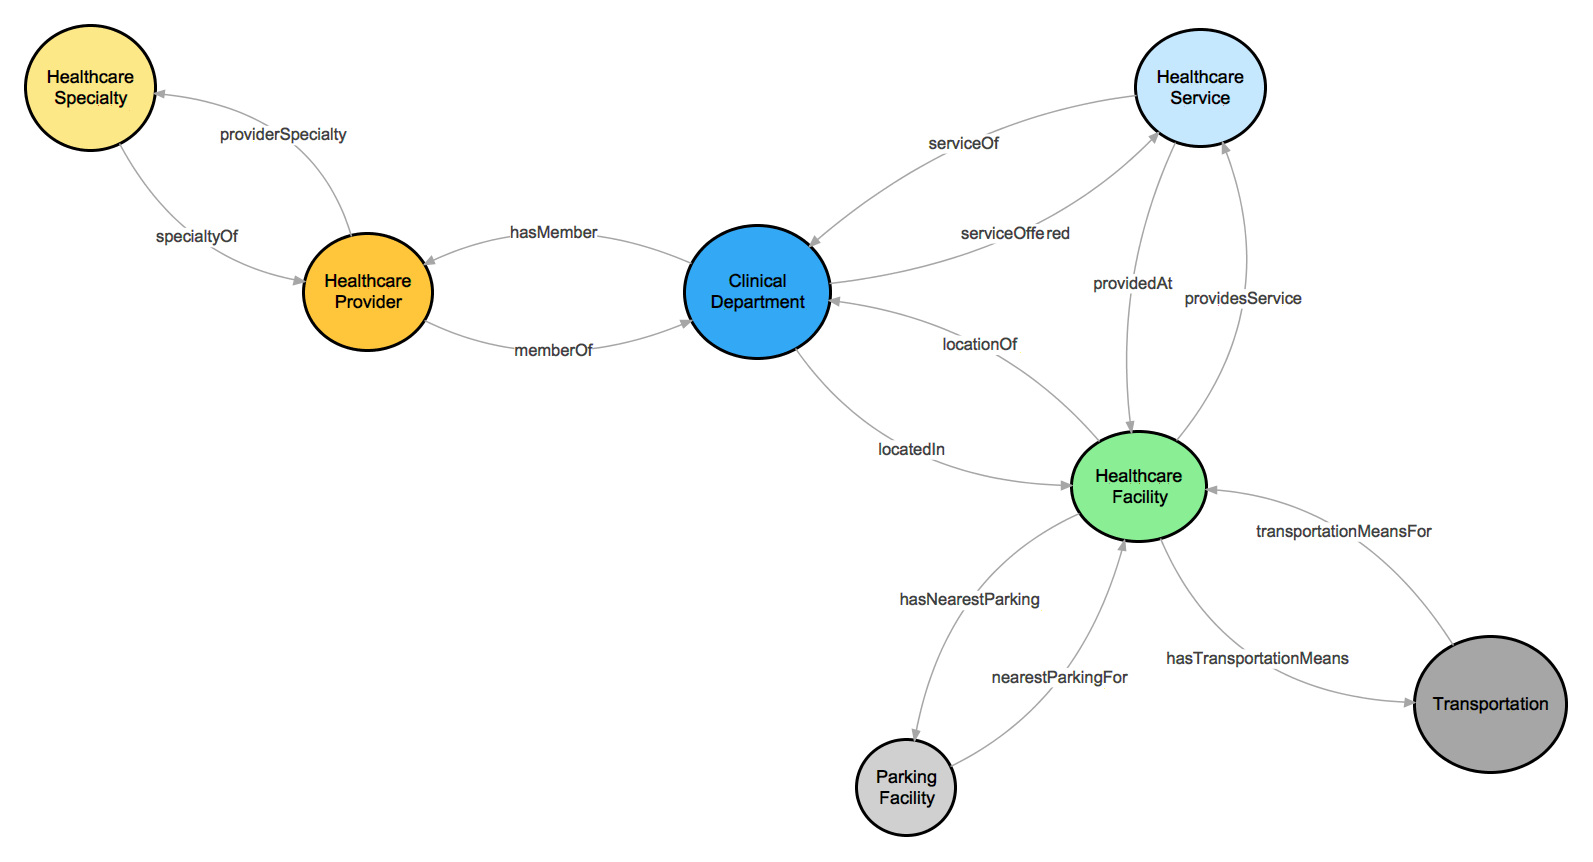 Healthcare
Specialty
Healthcare
Service
providerSpecialty
serviceOf
specialtyOf
hasMember
serviceOffered
Healthcare
Provider
Clinical
Department
providedAt
providesService
memberOf
locationOf
locatedIn
Healthcare
Facility
transportationMeansFor
hasNearestParking
hasTransportationMeans
nearestParkingFor
Transportation
Parking
Facility